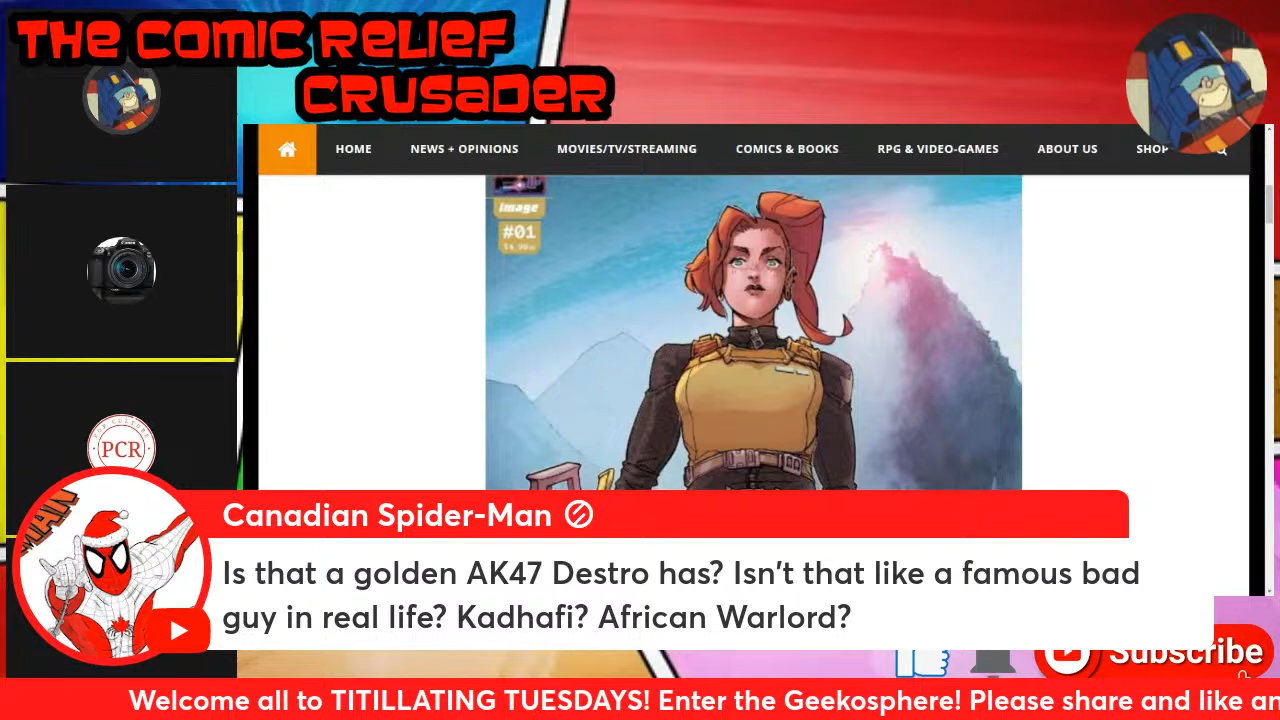 THE COMIC RELIEF
CRUSADER
HOME
NEWS + OPINIONS
MOVIES/TV/STREAMING
COMICS & BOOKS
RPG & VIDEO-GAMES
ABOUT US
SHOP
image
#01
PCR
Canadian Spider-Man
Is that a golden AK47 Destro has? Isn't that like a famous bad
guy in real life? Kadhafi? African Warlord?
Subscribe
Welcome all to TITILLATING TUESDAYS! Enter the Geekosphere! Please share and like an